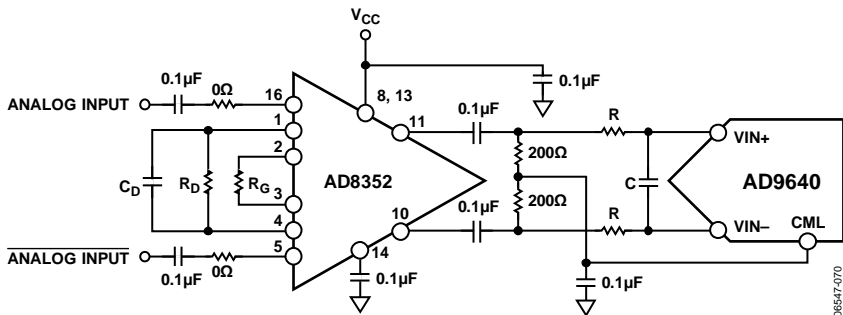 VCC
0.1µF
0Ω
0.1µF
ANALOG INPUT
16
8, 13
0.1µF
1
11
R
2
200Ω
VIN+
CD
RD
RG
AD8352
C
AD9640
3
200Ω
4
10
0.1µF
R
VIN–
CML
ANALOG INPUT
5
14
0.1µF
0Ω
0.1µF
0.1µF
06547-070